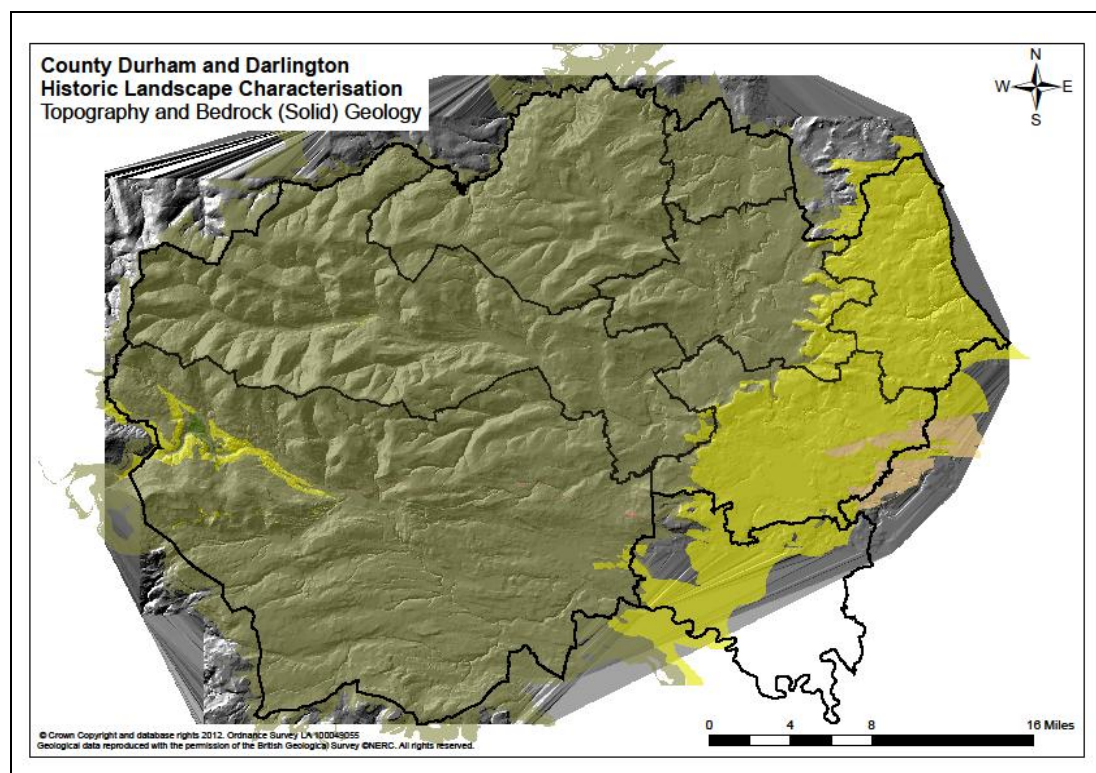 County Durham and Darlington
Historic Landscape Characterisation
Topography and Bedrock (Solid) Geology
N
W E
S
0 4 8 16 Miles
© Crown Copyright and database rights 2012. Ordnance Survey LA 100049055
Geological data reproduced with the permission of the British Geological Survey ©NERC. All rights reserved.